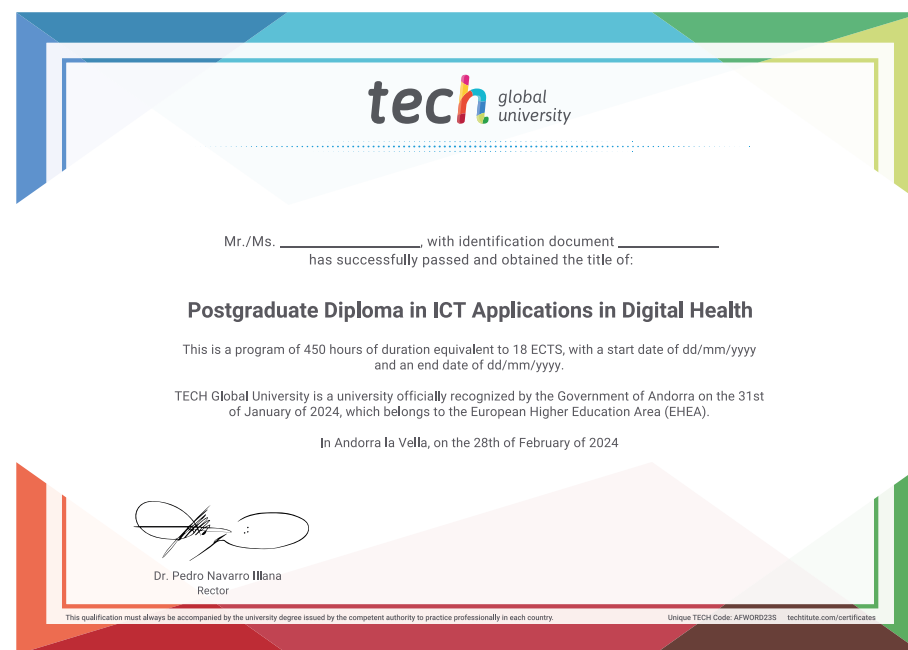 tech global university
Mr./Ms. ____________________, with identification document ______________
has successfully passed and obtained the title of:
Postgraduate Diploma in ICT Applications in Digital Health
This is a program of 450 hours of duration equivalent to 18 ECTS, with a start date of dd/mm/yyyy
and an end date of dd/mm/yyyy.
TECH Global University is a university officially recognized by the Government of Andorra on the 31st
of January of 2024, which belongs to the European Higher Education Area (EHEA).
In Andorra la Vella, on the 28th of February of 2024
Dr. Pedro Navarro Illana
Rector
This qualification must always be accompanied by the university degree issued by the competent authority to practice professionally in each country.
Unique TECH Code: AFWORD23S techtitute.com/certificates